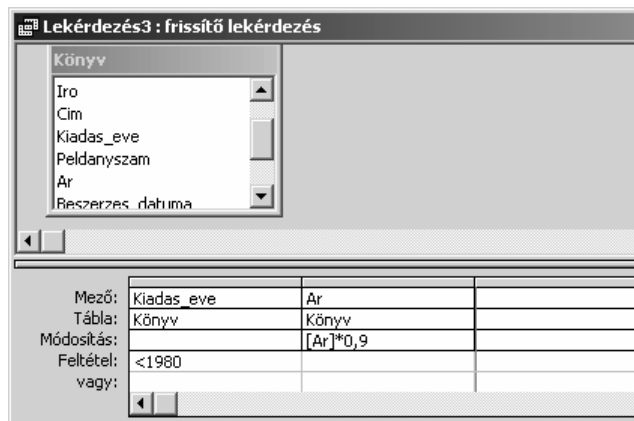 Lekérdezés3 : frissítő lekérdezés
Könyv
Iro
Cim
Kiadas_eve
Peldanyszam
Ar
Beszerzes_datuma
Mező: Kiadas_eve Ar
Tábla: Könyv Könyv
Módosítás: [Ar]*0,9
Feltétel: <1980
vagy: